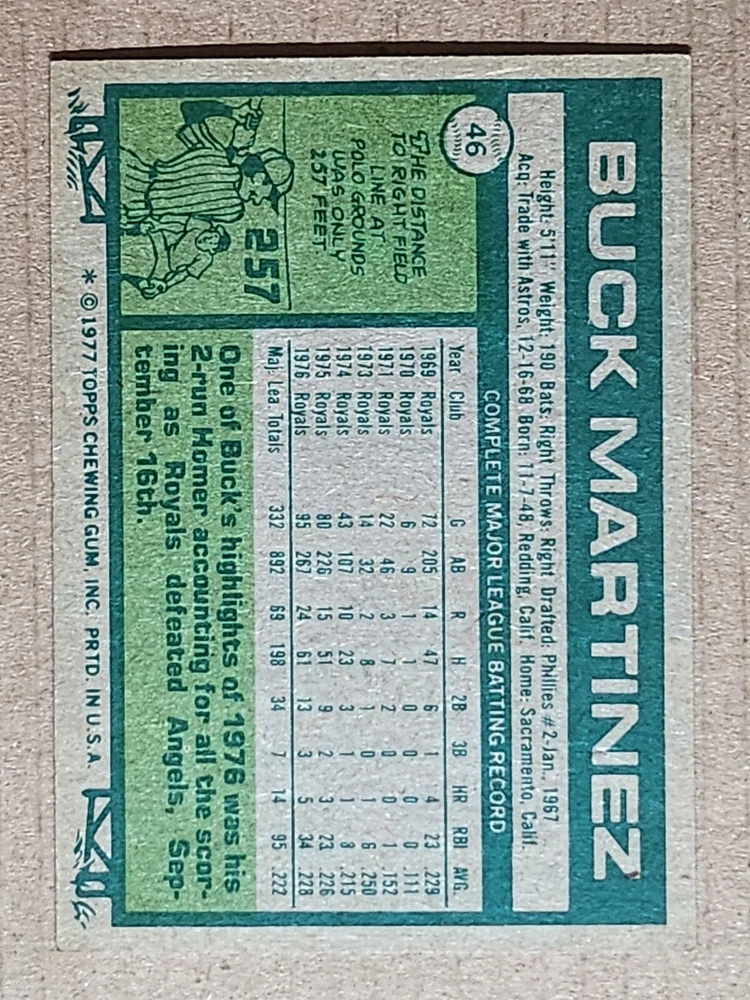 46
BUCK MARTINEZ
Height: 5'11" Weight: 190 Bats: Right Throws: Right Drafted: Phillies #2-Jan., 1967
Acq: Trade with Astros, 12-16-68 Born: 11-7-48, Redding, Calif. Home: Sacramento, Calif.
COMPLETE MAJOR LEAGUE BATTING RECORD
Year Club G AB R H 2B 3B HR RBI AVG.
1969 Royals 72 205 14 47 6 1 4 23 .229
1970 Royals 6 9 1 1 0 0 0 0 .111
1971 Royals 22 46 3 7 2 0 0 1 .152
1973 Royals 14 32 2 8 1 0 1 6 .250
1974 Royals 43 107 10 23 3 1 1 8 .215
1975 Royals 80 226 15 51 9 2 3 23 .226
1976 Royals 95 267 24 61 13 3 5 34 .228
Maj. Lea. Totals 332 892 69 198 34 7 14 95 .222
THE DISTANCE
TO RIGHT FIELD
LINE AT
POLO GROUNDS
WAS ONLY
257 FEET
257
One of Buck's highlights of 1976 was his
2-run Homer accounting for all the scor-
ing as Royals defeated Angels, Sep-
tember 16th.
* © 1977 TOPPS CHEWING GUM, INC. PRTD. IN U.S.A.